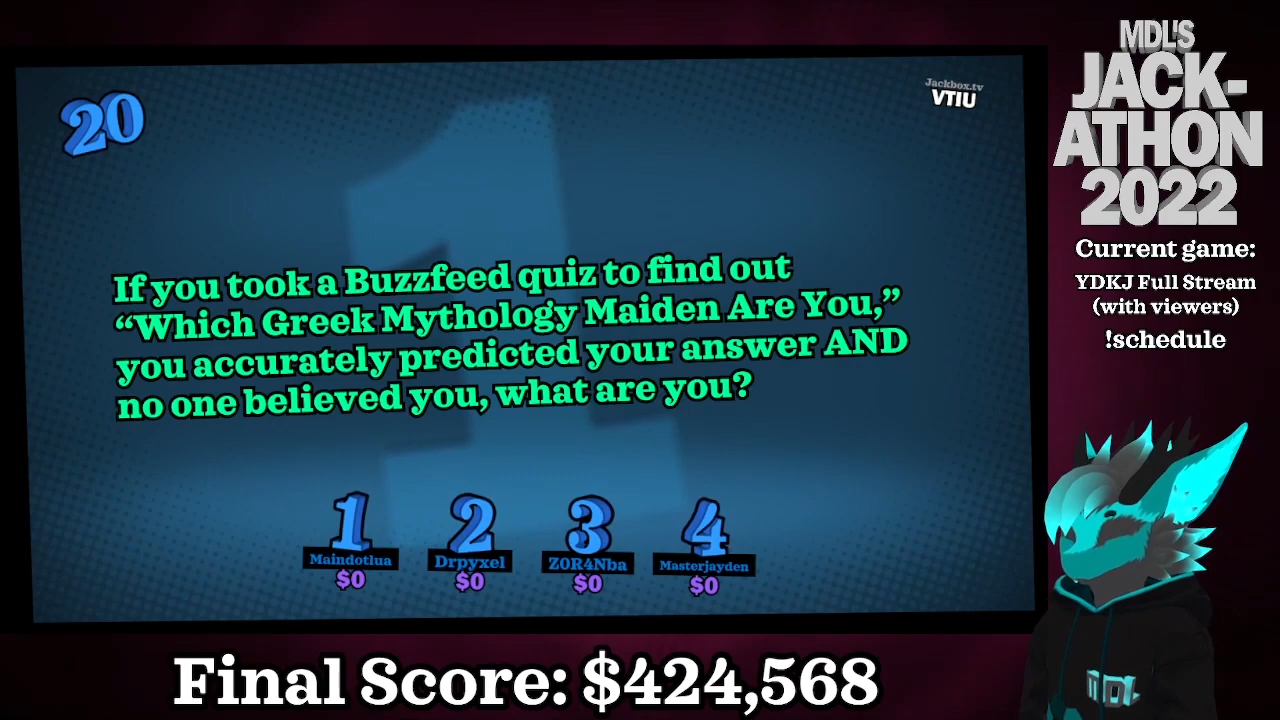 20
Jackbox.tv
VTIU
If you took a Buzzfeed quiz to find out
“Which Greek Mythology Maiden Are You,”
you accurately predicted your answer AND
no one believed you, what are you?
1
1 2 3 4
Maindotlua Drpyxel Z0R4Nba Masterjayden
$0 $0 $0 $0
Final Score: $424,568
MDL'S
JACK-
ATHON
2022
Current game:
YDKJ Full Stream
(with viewers)
!schedule
MDL